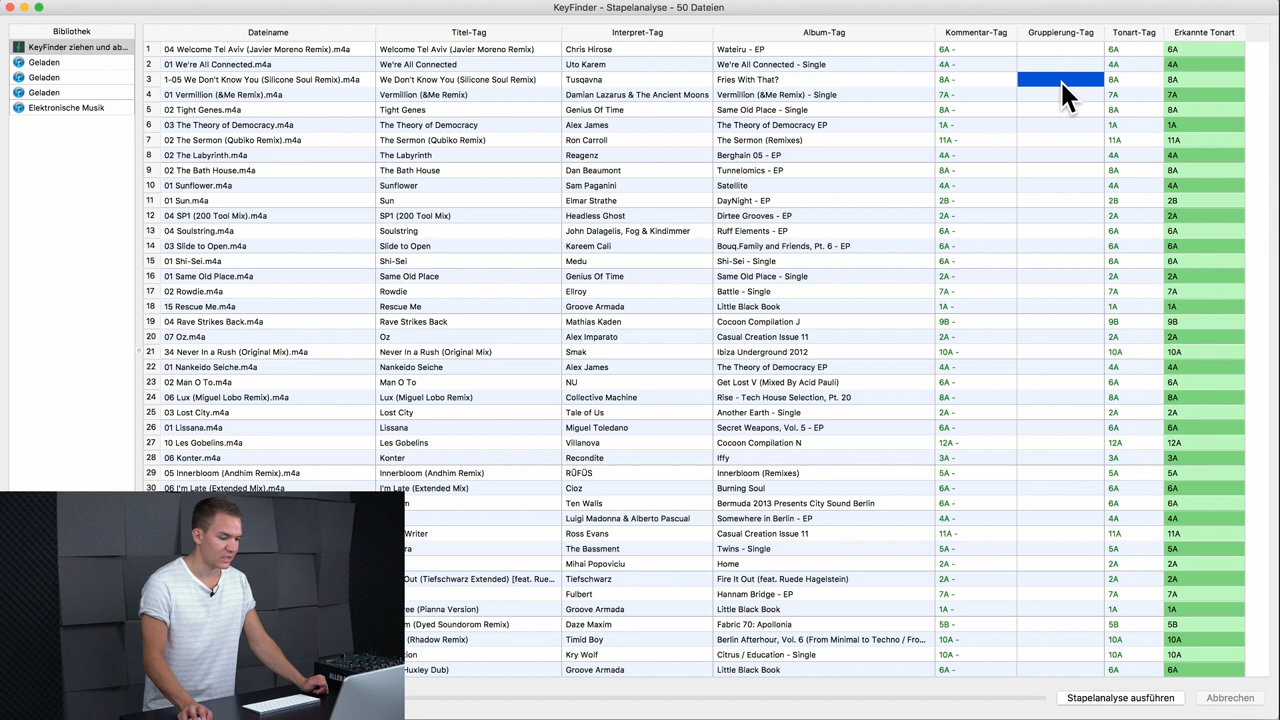 KeyFinder - Stapelanalyse - 50 Dateien
Bibliothek
KeyFinder ziehen und ab...
Geladen
Geladen
Geladen
Elektronische Musik
Dateiname Titel-Tag Interpret-Tag Album-Tag Kommentar-Tag Gruppierung-Tag Tonart-Tag Erkannte Tonart
1 04 Welcome Tel Aviv (Javier Moreno Remix).m4a Welcome Tel Aviv (Javier Moreno Remix) Chris Hirose Wateiru - EP 6A - 6A 6A
2 01 We're All Connected.m4a We're All Connected Uto Karem We're All Connected - Single 4A - 4A 4A
3 1-05 We Don't Know You (Silicone Soul Remix).m4a We Don't Know You (Silicone Soul Remix) Tusqavna Fries With That? 8A - 8A 8A
4 01 Vermillion (&Me Remix).m4a Vermillion (&Me Remix) Damian Lazarus & The Ancient Moons Vermillion (&Me Remix) - Single 7A - 7A 7A
5 02 Tight Genes.m4a Tight Genes Genius Of Time Same Old Place - Single 8A - 8A 8A
6 03 The Theory of Democracy.m4a The Theory of Democracy Alex James The Theory of Democracy EP 1A - 1A 1A
7 02 The Sermon (Qubiko Remix).m4a The Sermon (Qubiko Remix) Ron Carroll The Sermon (Remixes) 11A - 11A 11A
8 02 The Labyrinth.m4a The Labyrinth Reagenz Berghain 05 - EP 4A - 4A 4A
9 02 The Bath House.m4a The Bath House Dan Beaumont Tunnelomics - EP 8A - 8A 8A
10 01 Sunflower.m4a Sunflower Sam Paganini Satellite 4A - 4A 4A
11 01 Sun.m4a Sun Elmar Strathe DayNight - EP 2B - 2B 2B
12 04 SP1 (200 Tool Mix).m4a SP1 (200 Tool Mix) Headless Ghost Dirtee Grooves - EP 2A - 2A 2A
13 04 Soulstring.m4a Soulstring John Dalagelis, Fog & Kindimmer Ruff Elements - EP 6A - 6A 6A
14 03 Slide to Open.m4a Slide to Open Kareem Cali Bouq.Family and Friends, Pt. 6 - EP 6A - 6A 6A
15 01 Shi-Sei.m4a Shi-Sei Medu Shi-Sei - Single 6A - 6A 6A
16 01 Same Old Place.m4a Same Old Place Genius Of Time Same Old Place - Single 2A - 2A 2A
17 02 Rowdie.m4a Rowdie Ellroy Battle - Single 7A - 7A 7A
18 15 Rescue Me.m4a Rescue Me Groove Armada Little Black Book 1A - 1A 1A
19 04 Rave Strikes Back.m4a Rave Strikes Back Mathias Kaden Cocoon Compilation J 9B - 9B 9B
20 07 Oz.m4a Oz Alex Imparato Casual Creation Issue 11 2A - 2A 2A
21 34 Never In a Rush (Original Mix).m4a Never In a Rush (Original Mix) Smak Ibiza Underground 2012 10A - 10A 10A
22 01 Nankeido Seiche.m4a Nankeido Seiche Alex James The Theory of Democracy EP 4A - 4A 4A
23 02 Man O To.m4a Man O To NU Get Lost V (Mixed By Acid Pauli) 6A - 6A 6A
24 06 Lux (Miguel Lobo Remix).m4a Lux (Miguel Lobo Remix) Collective Machine Rise - Tech House Selection, Pt. 20 8A - 8A 8A
25 03 Lost City.m4a Lost City Tale of Us Another Earth - Single 2A - 2A 2A
26 01 Lissana.m4a Lissana Miguel Toledano Secret Weapons, Vol. 5 - EP 6A - 6A 6A
27 10 Les Gobelins.m4a Les Gobelins Villanova Cocoon Compilation N 12A - 12A 12A
28 06 Konter.m4a Konter Recondite Iffy 3A - 3A 3A
29 05 Innerbloom (Andhim Remix).m4a Innerbloom (Andhim Remix) RÜFÜS Innerbloom (Remixes) 5A - 5A 5A
30 06 I'm Late (Extended Mix).m4a I'm Late (Extended Mix) Cioz Burning Soul 6A - 6A 6A
Ten Walls Bermuda 2013 Presents City Sound Berlin 6A - 6A 6A
Luigi Madonna & Alberto Pascual Somewhere in Berlin - EP 4A - 4A 4A
Writer Ross Evans Casual Creation Issue 11 11A - 11A 11A
The Bassment Twins - Single 5A - 5A 5A
Mihai Popoviciu Home 2A - 2A 2A
Out (Tiefschwarz Extended) [feat. Rue... Tiefschwarz Fire It Out (feat. Ruede Hagelstein) 2A - 2A 2A
Fulbert Hannam Bridge - EP 7A - 7A 7A
ree (Pianna Version) Groove Armada Little Black Book 1A - 1A 1A
(Dyed Soundorom Remix) Daze Maxim Fabric 70: Apollonia 5B - 5B 5B
(Rhadow Remix) Timid Boy Berlin Afterhour, Vol. 6 (From Minimal to Techno / Fro... 10A - 10A 10A
ion Kry Wolf Citrus / Education - Single 10A - 10A 10A
Huxley Dub) Groove Armada Little Black Book 6A - 6A 6A
Stapelanalyse ausführen Abbrechen